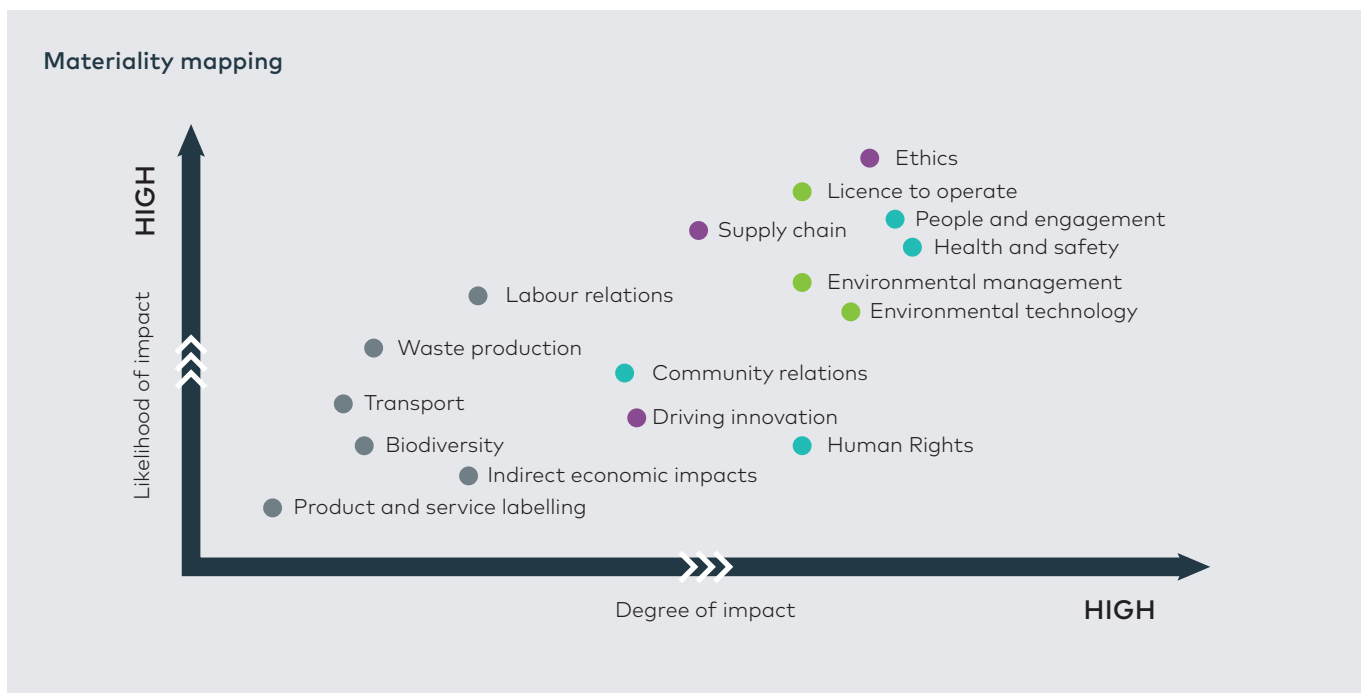 Materiality mapping
HIGH
Likelihood of impact
Ethics
Licence to operate
People and engagement
Supply chain
Health and safety
Environmental management
Labour relations
Environmental technology
Waste production
Community relations
Transport
Driving innovation
Biodiversity
Human Rights
Indirect economic impacts
Product and service labelling
Degree of impact
HIGH